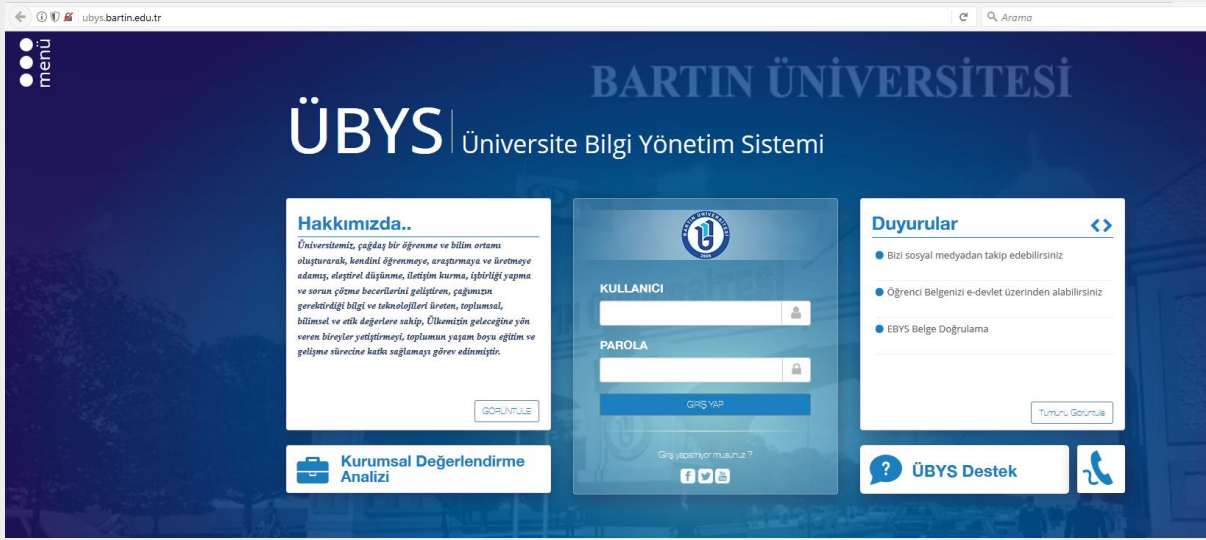 ubys.bartin.edu.tr
Arama
menü
BARTIN ÜNİVERSİTESİ
ÜBYS
Üniversite Bilgi Yönetim Sistemi
Hakkımızda..
Üniversitemiz, çağdaş bir öğrenme ve bilim ortamı
oluşturarak, kendini öğrenmeye, araştırmaya ve üretmeye
adamış, eleştirel düşünme, iletişim kurma, işbirliği yapma
ve sorun çözme becerilerini geliştiren, çağımızın
gerektirdiği bilgi ve teknolojileri üreten, toplumsal,
bilimsel ve etik değerlere sahip, Ülkemizin geleceğine yön
veren bireyler yetiştirmeyi, toplumun yaşam boyu eğitim ve
gelişme sürecine katkı sağlamayı görev edinmiştir.
GÖRÜNTÜLE
Kurumsal Değerlendirme
Analizi
BARTIN ÜNİVERSİTESİ
2008
KULLANICI
PAROLA
GİRİŞ YAP
Giriş yapamıyor musunuz ?
Duyurular
Bizi sosyal medyadan takip edebilirsiniz
Öğrenci Belgenizi e-devlet üzerinden alabilirsiniz
EBYS Belge Doğrulama
Tümünü Görüntüle
ÜBYS Destek